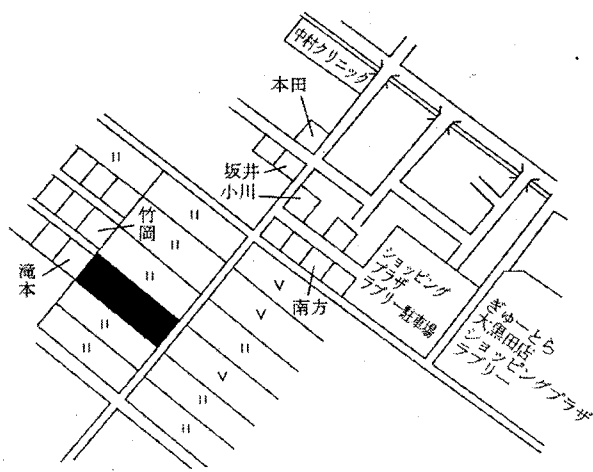 中村クリニック
本田
坂井
小川
竹
岡
滝
本
南方
ショッピング
プラザ
ラブリー駐車場
ぎゅーとら
大黒田店
ショッピングプラザ
ラブリー